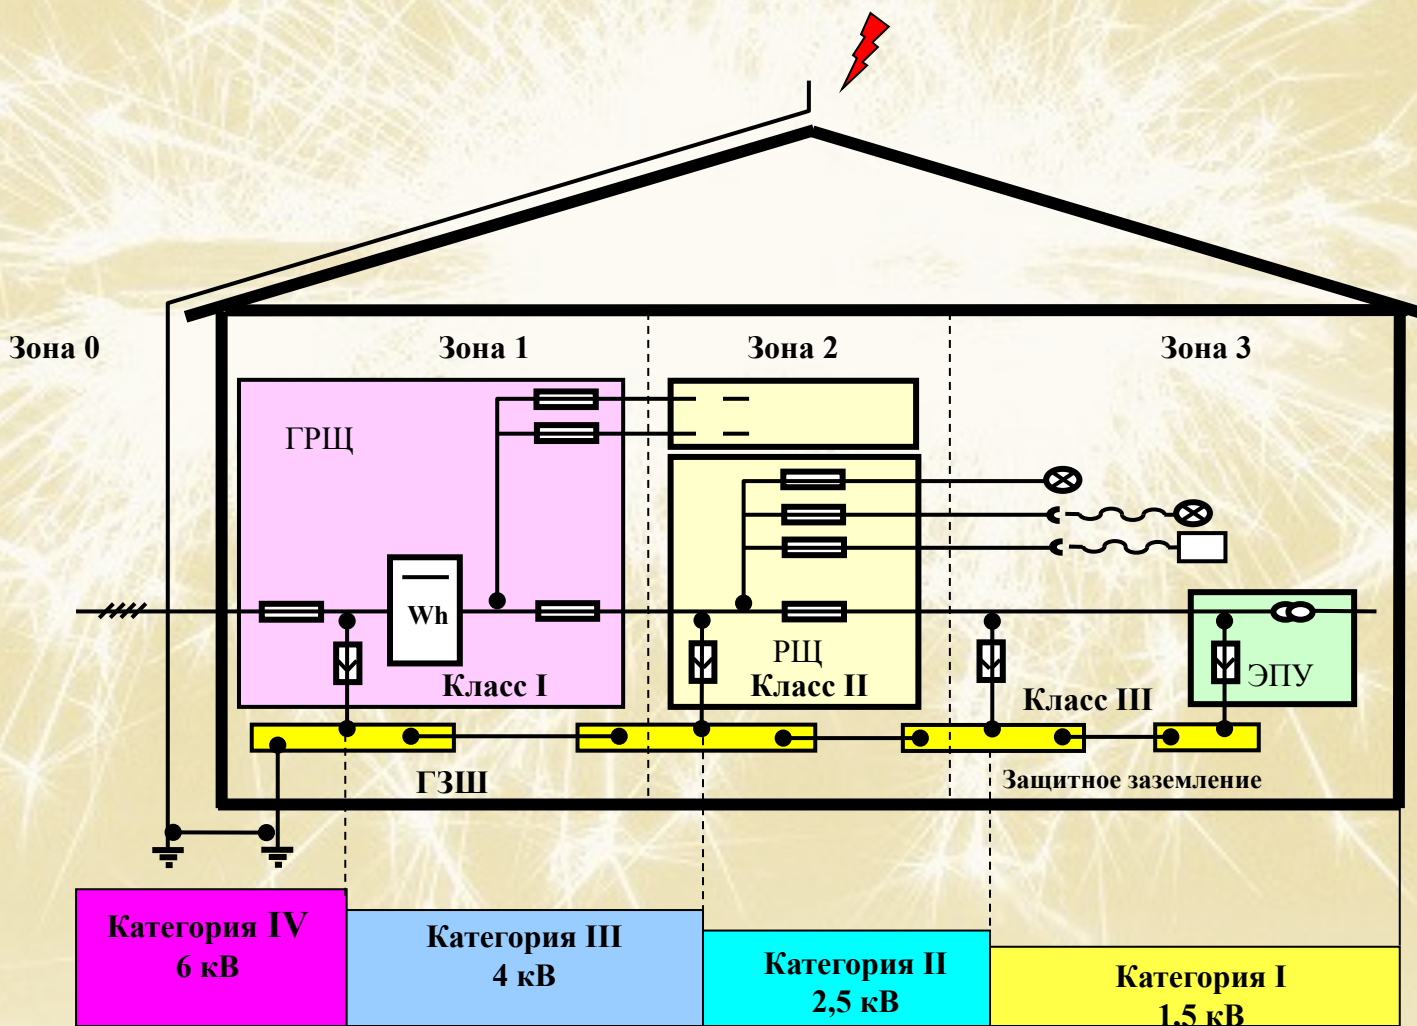 Зона 0
Зона 1
Зона 2
Зона 3
ГРЩ
Wh
РЩ
ЭПУ
Класс I
Класс II
Класс III
ГЗШ
Защитное заземление
Категория IV
6 кВ
Категория III
4 кВ
Категория II
2,5 кВ
Категория I
1,5 кВ